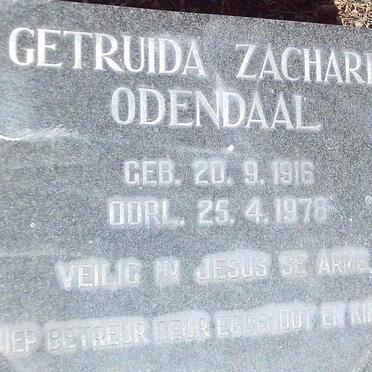 GETRUIDA ZACHARI
ODENDAAL
GEB. 20. 9. 1916
OORL. 25. 4. 1978
VEILIG IN JESUS SE ARME
IEP BETREUR DEUR EGGENOOT EN KI